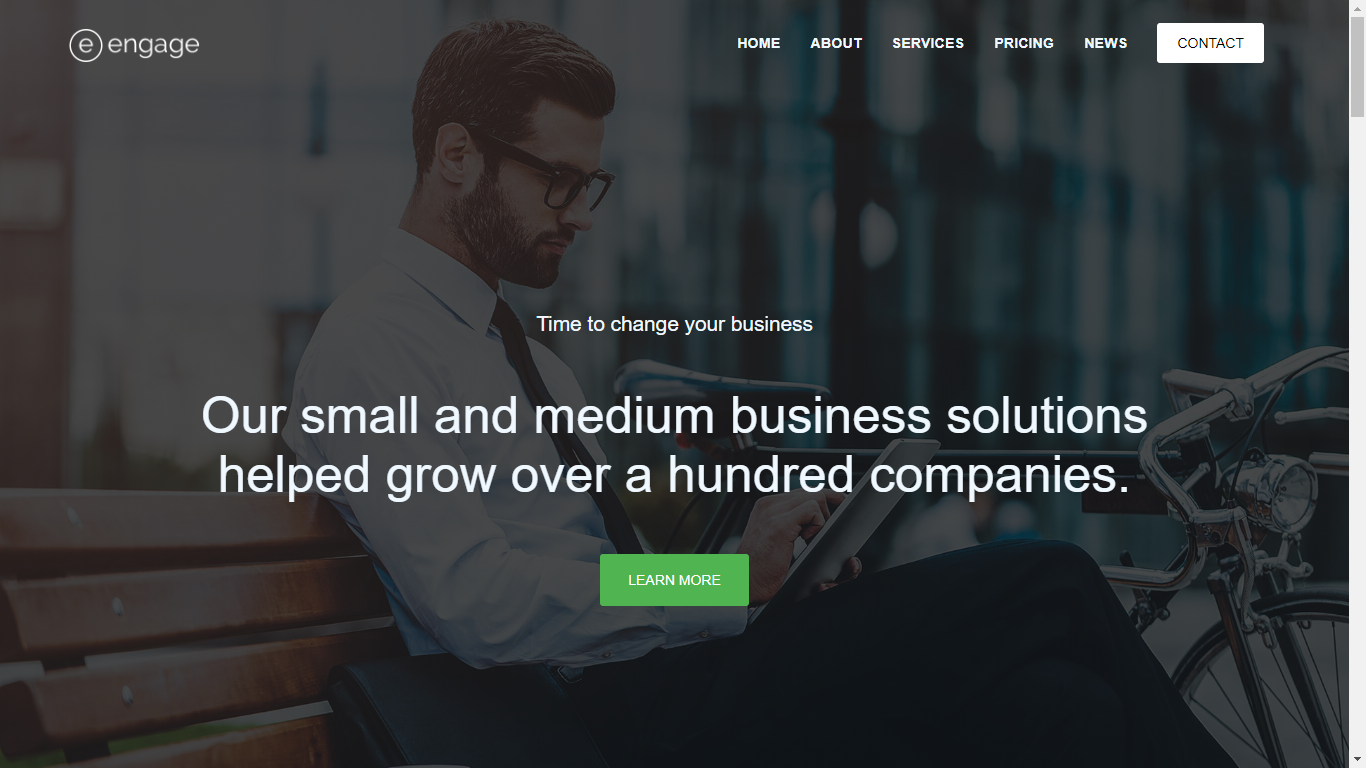 e engage
HOME
ABOUT
SERVICES
PRICING
NEWS
CONTACT
Time to change your business
Our small and medium business solutions
helped grow over a hundred companies.
LEARN MORE